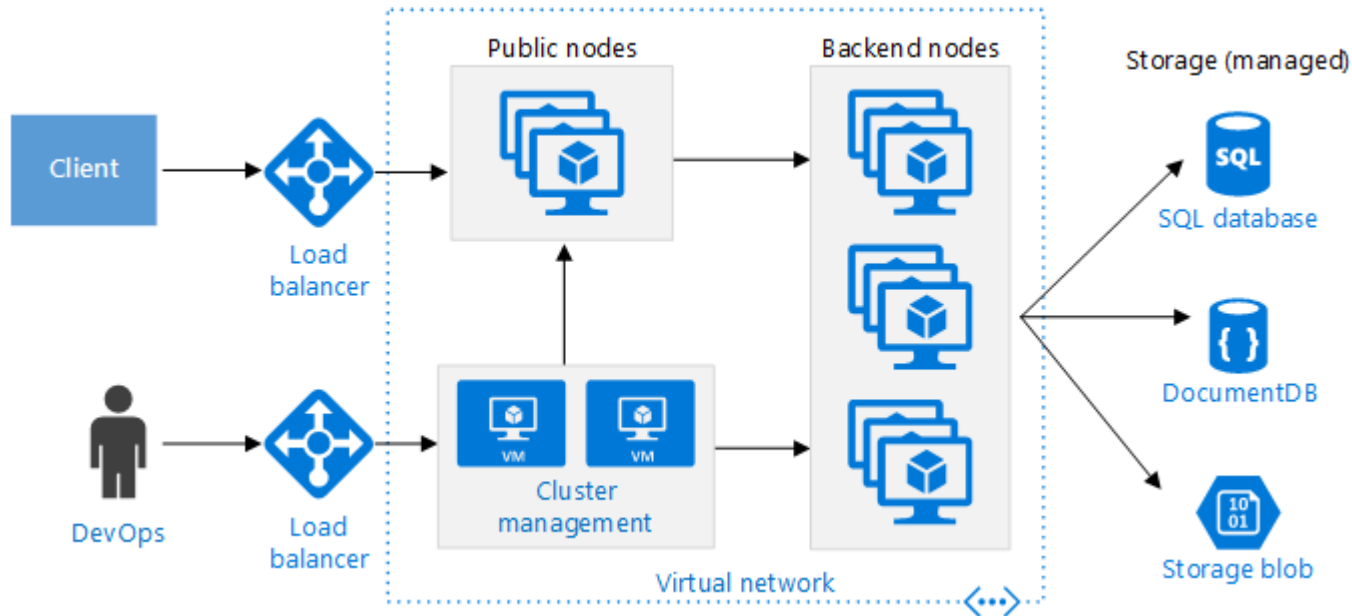 Public nodes
Backend nodes
Storage (managed)
Client
SQL
SQL database
Load
balancer
{ }
DocumentDB
VM
VM
Cluster
management
DevOps
Load
balancer
10
01
Storage blob
Virtual network